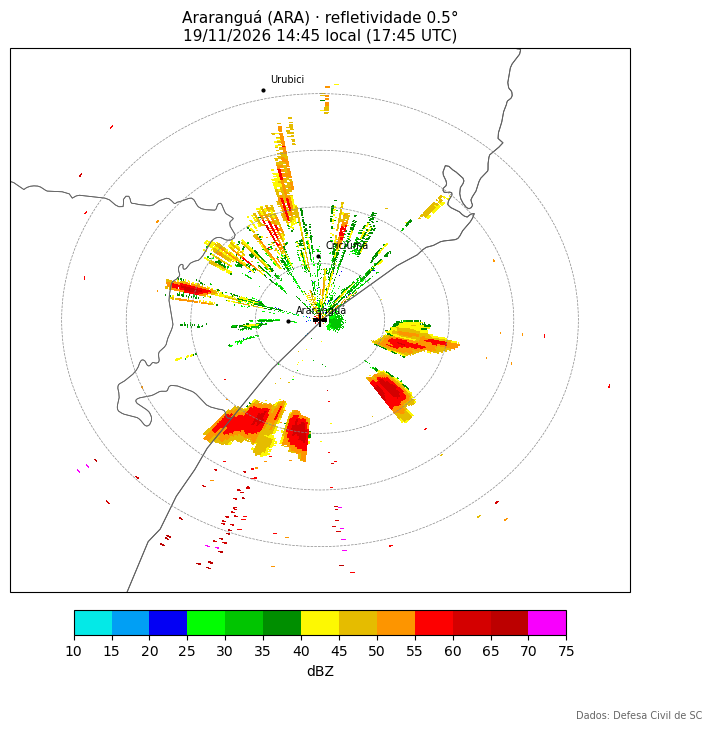 Araranguá (ARA) · refletividade 0.5°
19/11/2026 14:45 local (17:45 UTC)
Urubici
Criciúma
Araranguá
10 15 20 25 30 35 40 45 50 55 60 65 70 75
dBZ
Dados: Defesa Civil de SC